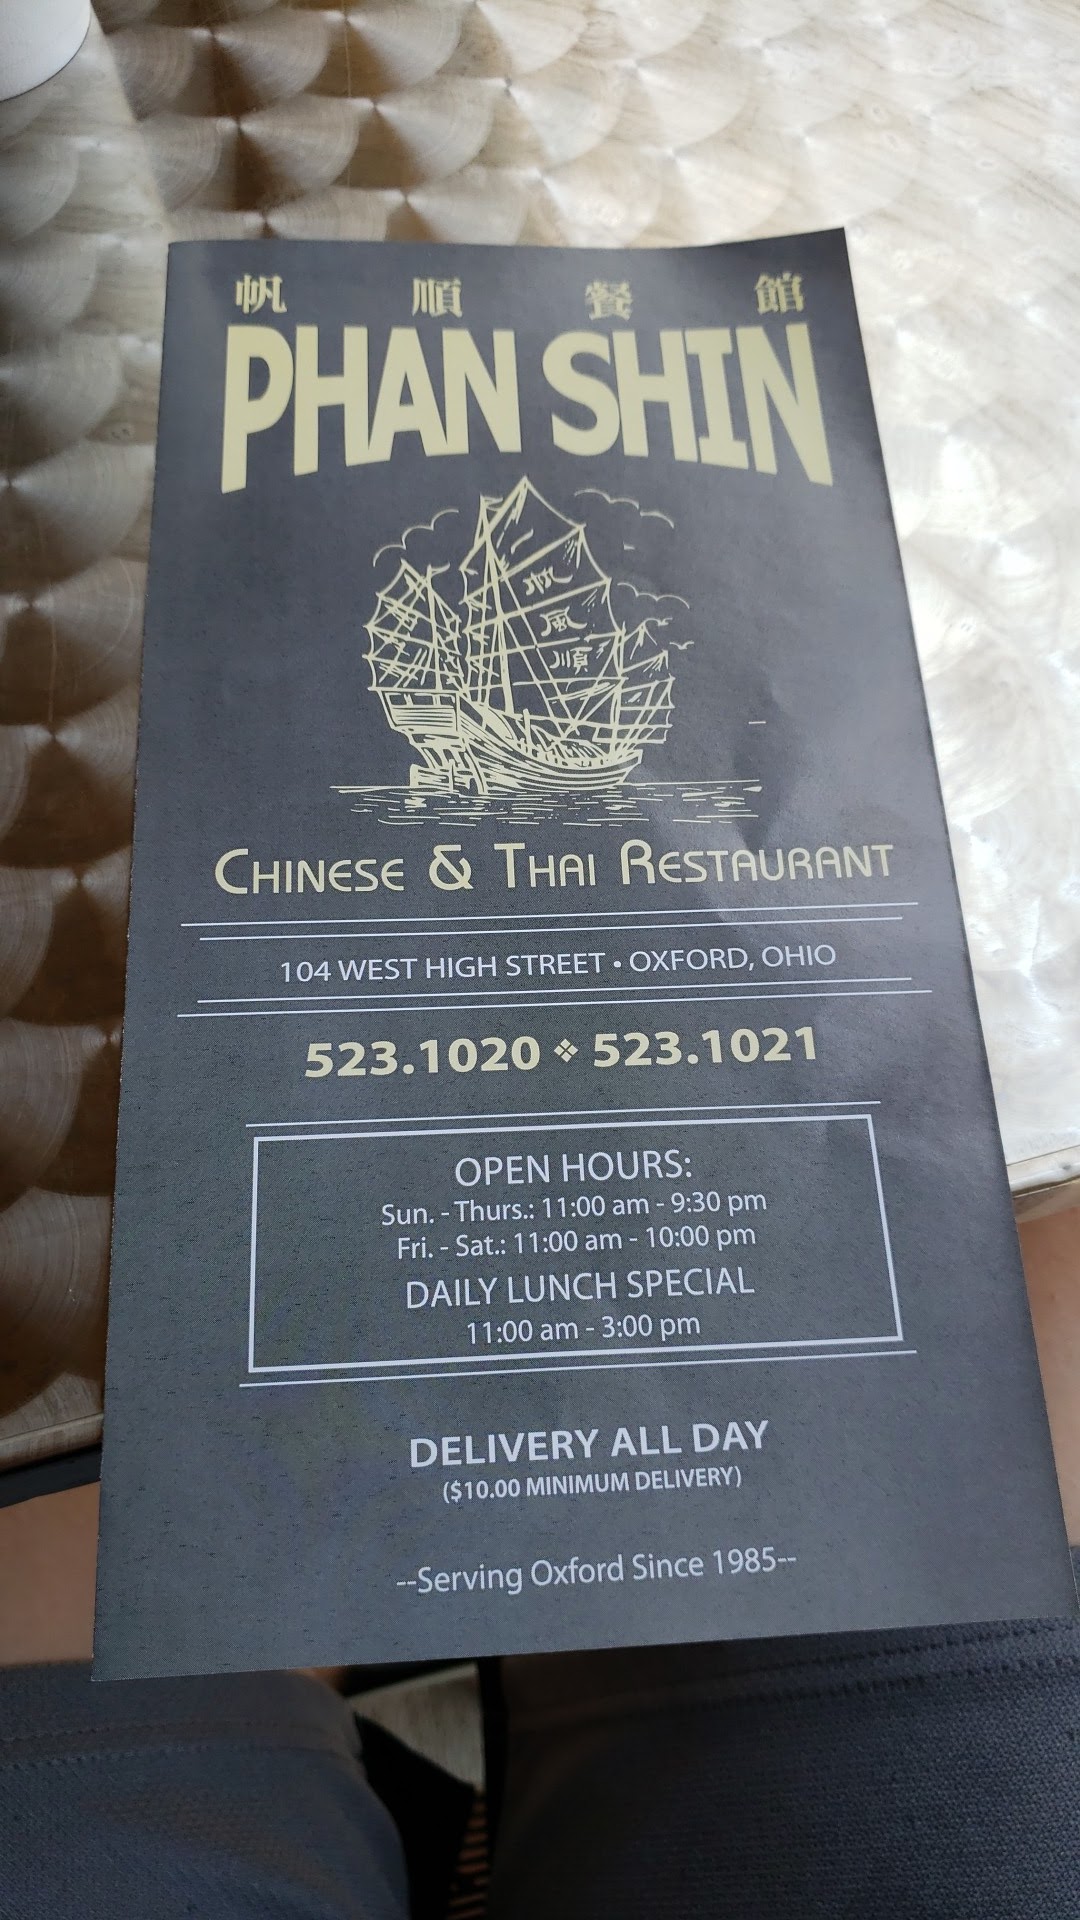 帆 順 餐 館
PHAN SHIN
風
順
CHINESE & THAI RESTAURANT
104 WEST HIGH STREET • OXFORD, OHIO
523.1020 ❖ 523.1021
OPEN HOURS:
Sun. - Thurs.: 11:00 am - 9:30 pm
Fri. - Sat.: 11:00 am - 10:00 pm
DAILY LUNCH SPECIAL
11:00 am - 3:00 pm
DELIVERY ALL DAY
($10.00 MINIMUM DELIVERY)
--Serving Oxford Since 1985--